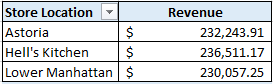 Store Location Revenue
Astoria $ 232,243.91
Hell's Kitchen $ 236,511.17
Lower Manhattan $ 230,057.25